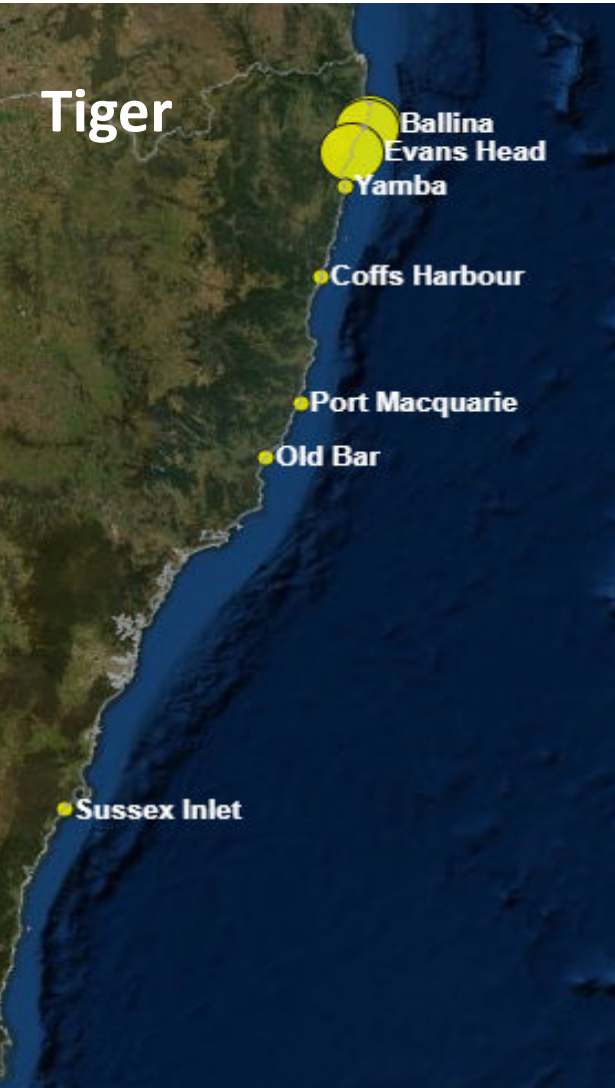 Tiger
Ballina
Evans Head
Yamba
Coffs Harbour
Port Macquarie
Old Bar
Sussex Inlet